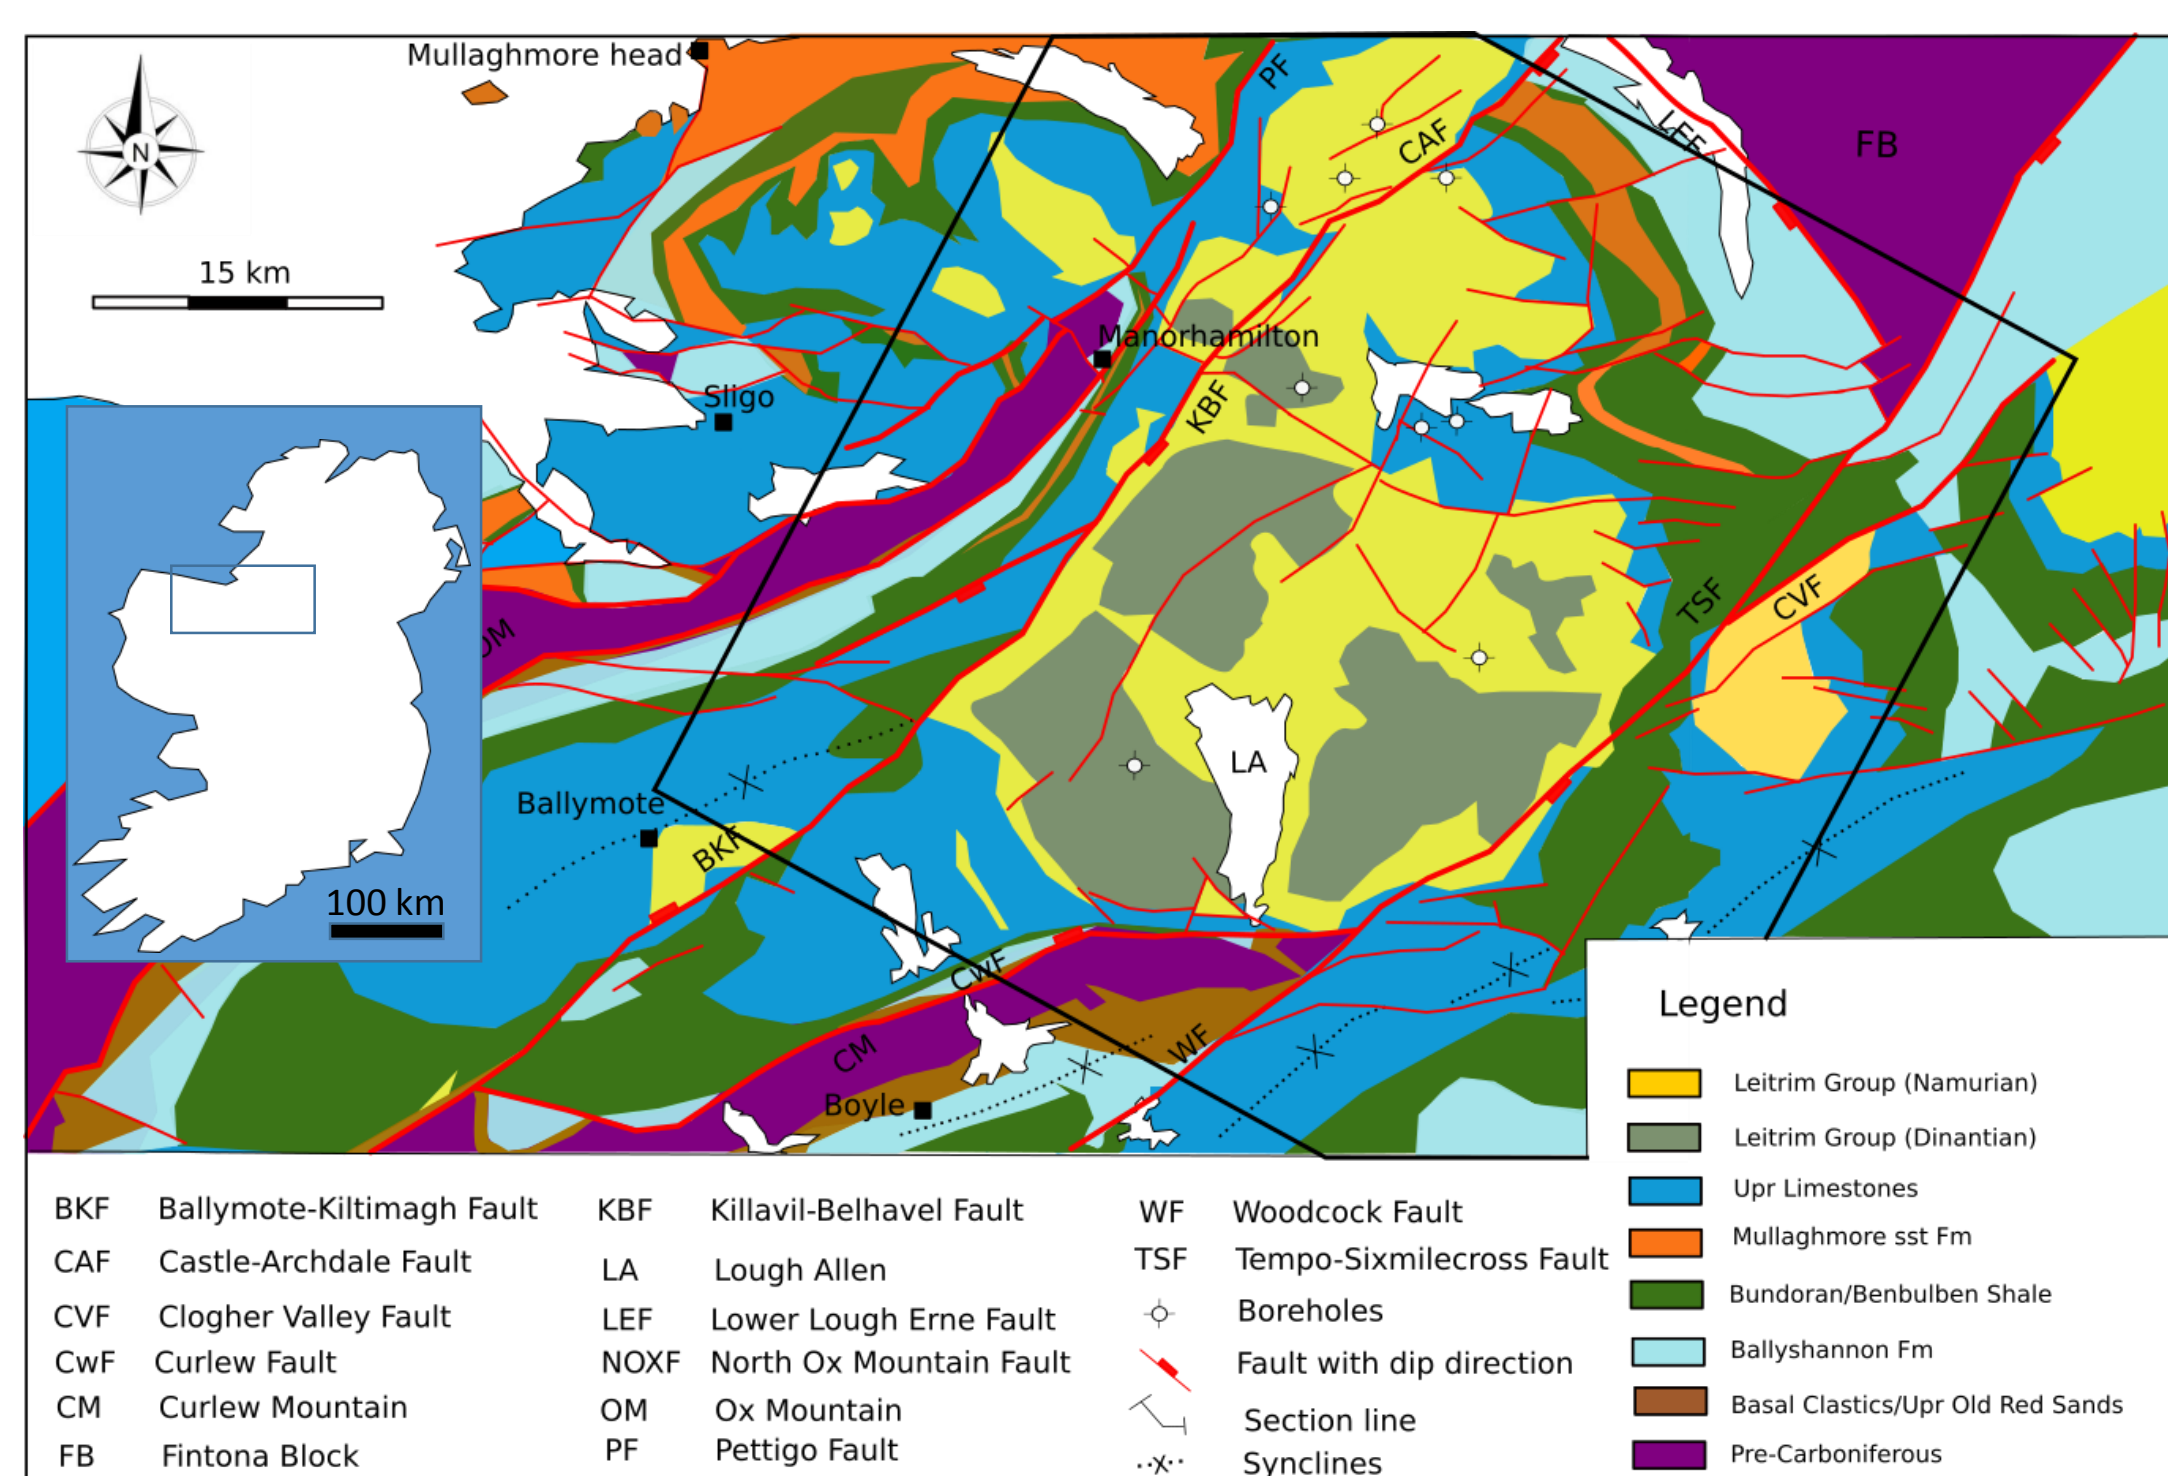 Mullaghmore head
PF
CAF
LEF
FB
N
15 km
Manorhamilton
Sligo
KBF
OM
TSF
CVF
LA
Ballymote
BKF
100 km
CwF
CM
WF
Boyle
Legend
Leitrim Group (Namurian)
Leitrim Group (Dinantian)
Upr Limestones
Mullaghmore sst Fm
Bundoran/Benbulben Shale
Ballyshannon Fm
Basal Clastics/Upr Old Red Sands
Pre-Carboniferous
BKF Ballymote-Kiltimagh Fault
CAF Castle-Archdale Fault
CVF Clogher Valley Fault
CwF Curlew Fault
CM Curlew Mountain
FB Fintona Block
KBF Killavil-Belhavel Fault
LA Lough Allen
LEF Lower Lough Erne Fault
NOXF North Ox Mountain Fault
OM Ox Mountain
PF Pettigo Fault
WF Woodcock Fault
TSF Tempo-Sixmilecross Fault
Boreholes
Fault with dip direction
Section line
Synclines